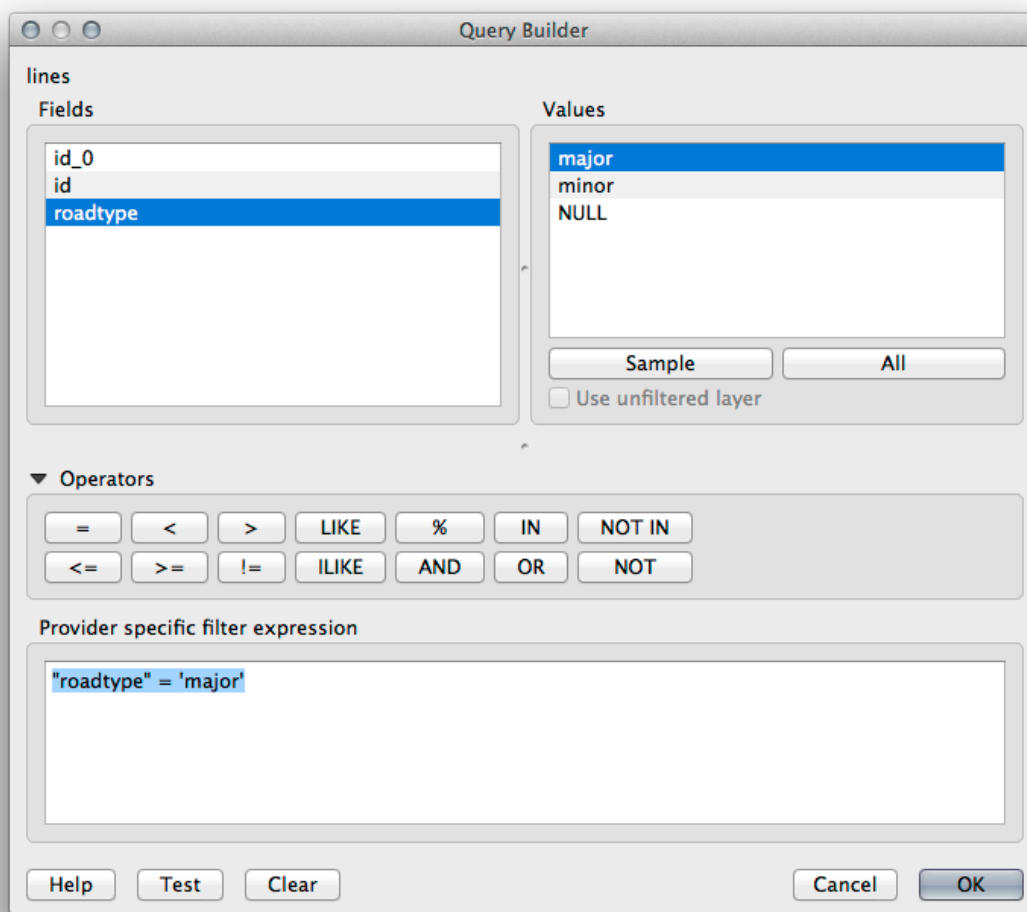 Query Builder
lines
Fields
id_0
id
roadtype
Values
major
minor
NULL
Sample All
Use unfiltered layer
Operators
= < > LIKE % IN NOT IN
<= >= != ILIKE AND OR NOT
Provider specific filter expression
"roadtype" = 'major'
Help Test Clear Cancel OK